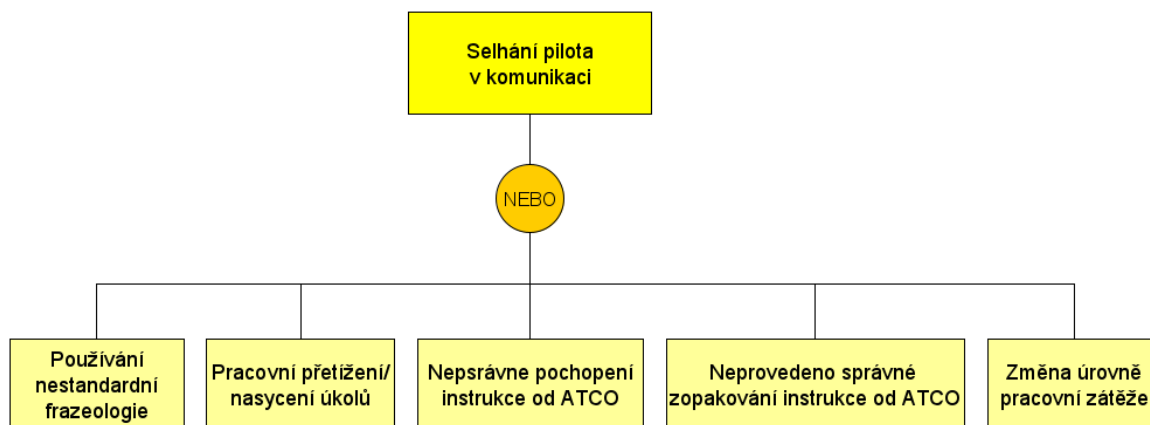 Selhání pilota
v komunikaci
NEBO
Používání
nestandardní
frazeologie
Pracovní přetížení/
nasycení úkolů
Nepsrávne pochopení
instrukce od ATCO
Neprovedeno správné
zopakování instrukce od ATCO
Změna úrovně
pracovní zátěže